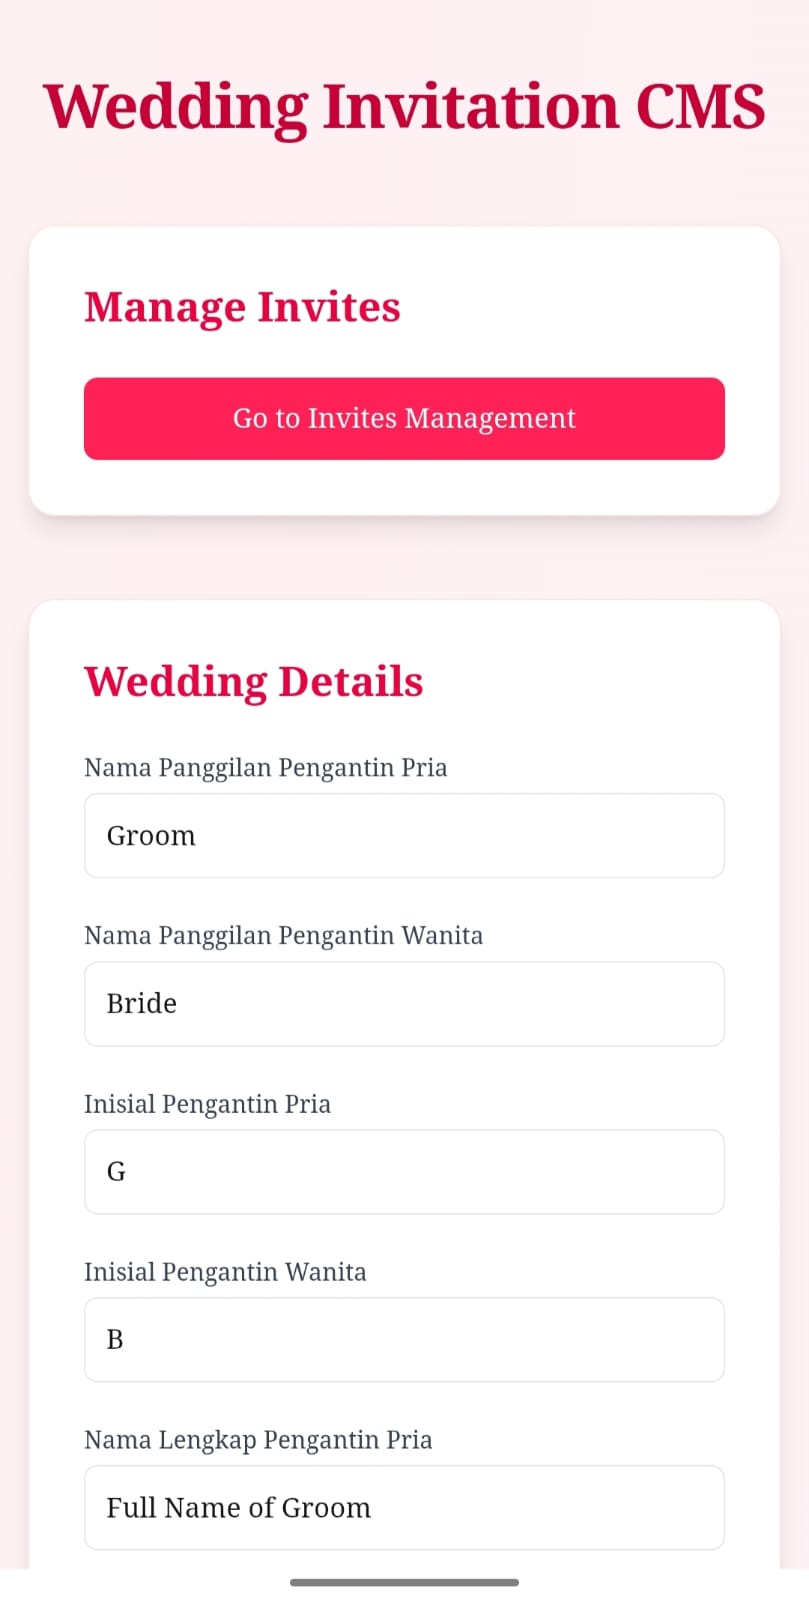 Wedding Invitation CMS
Manage Invites
Go to Invites Management
Wedding Details
Nama Panggilan Pengantin Pria
Groom
Nama Panggilan Pengantin Wanita
Bride
Inisial Pengantin Pria
G
Inisial Pengantin Wanita
B
Nama Lengkap Pengantin Pria
Full Name of Groom